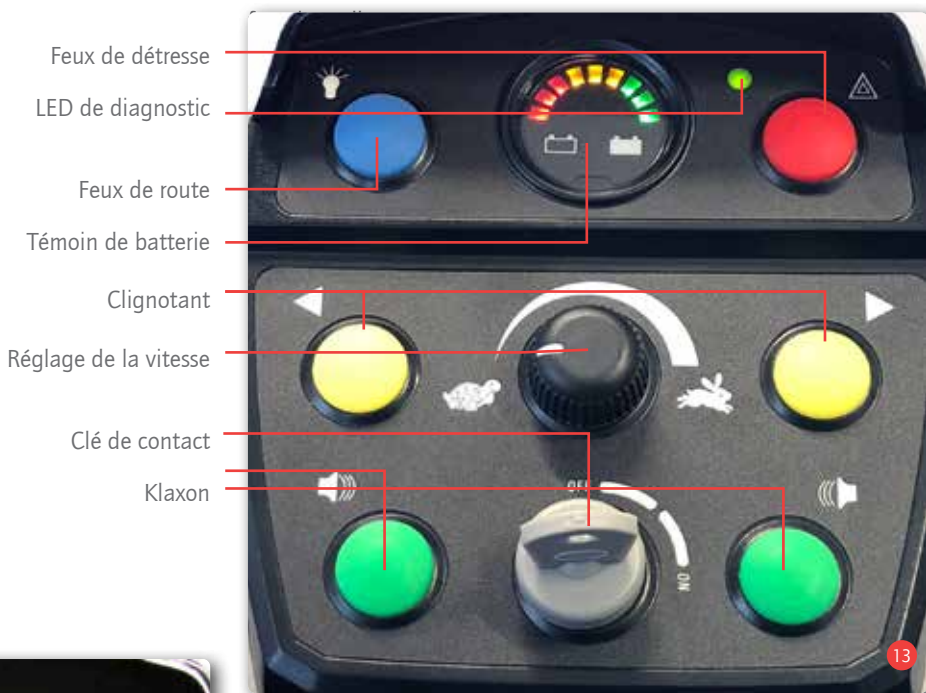 Feux de détresse
LED de diagnostic
Feux de route
Témoin de batterie
Clignotant
Réglage de la vitesse
Clé de contact
Klaxon
OFF
ON
13